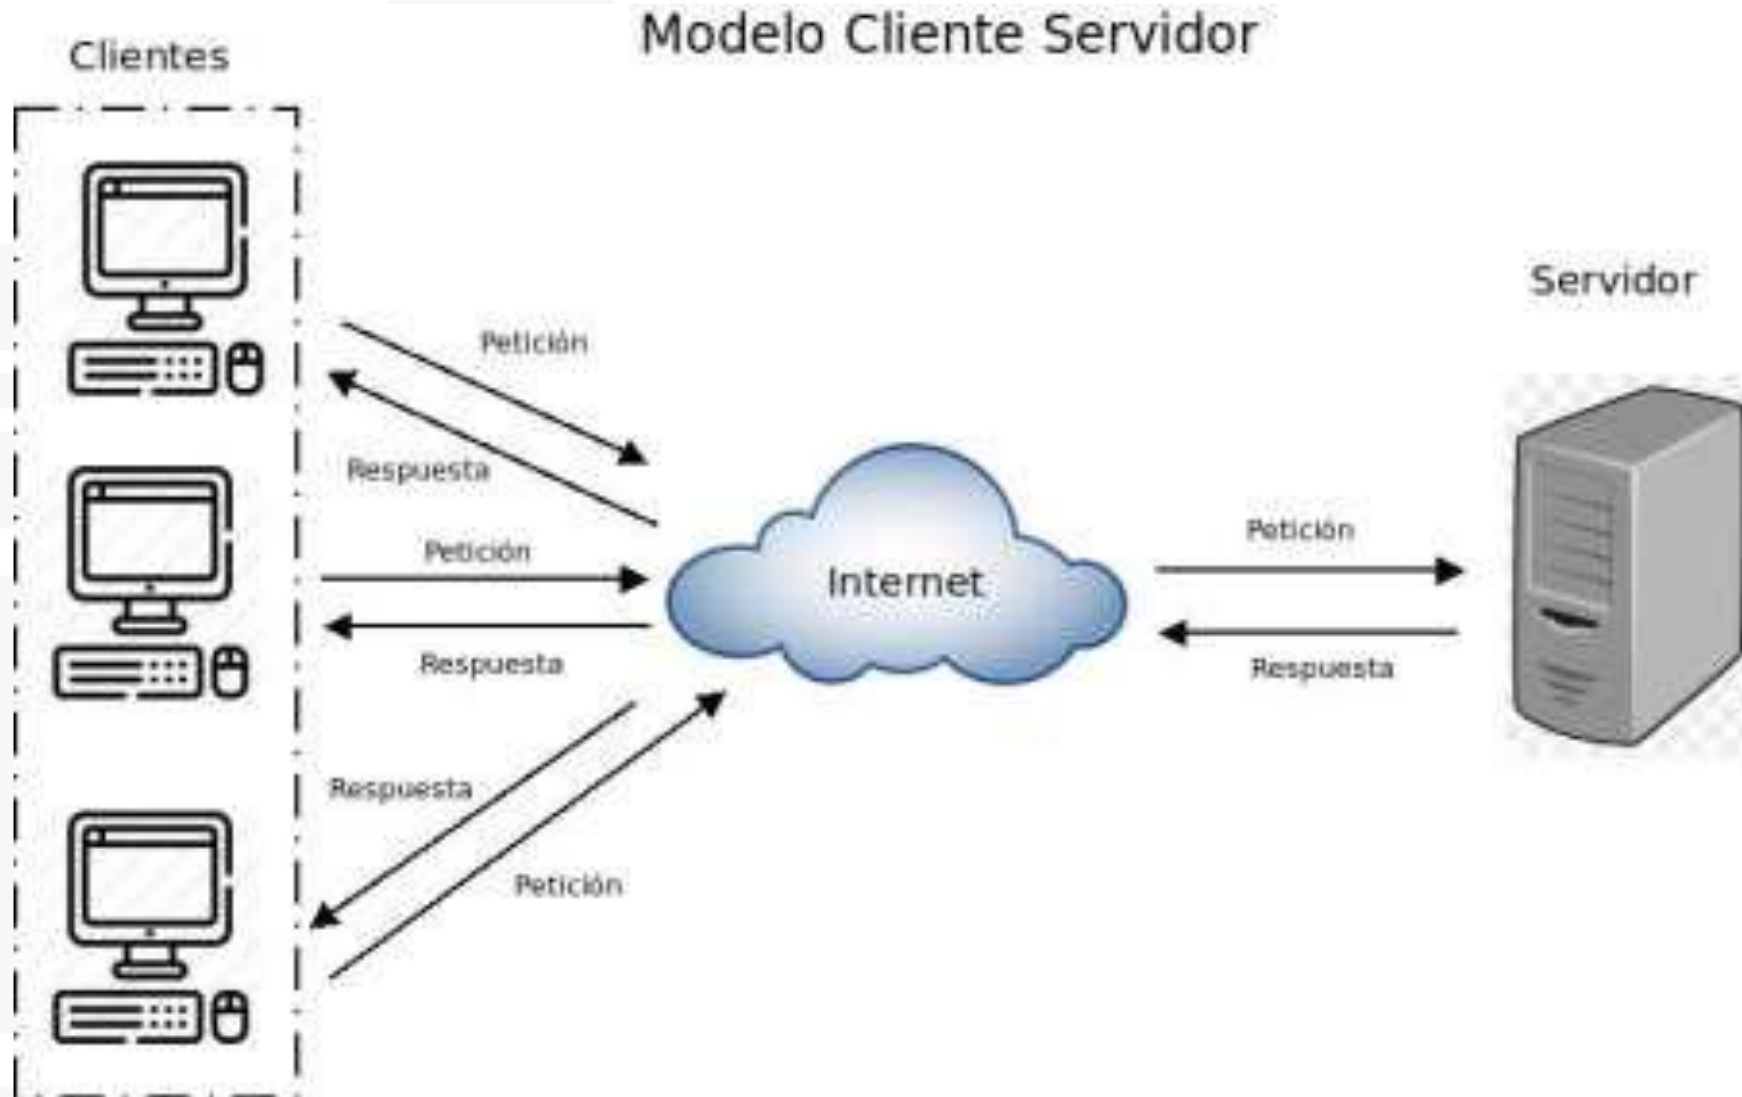 Modelo Cliente Servidor
Clientes
Servidor
Petición
Respuesta
Petición
Internet
Petición
Respuesta
Respuesta
Respuesta
Petición